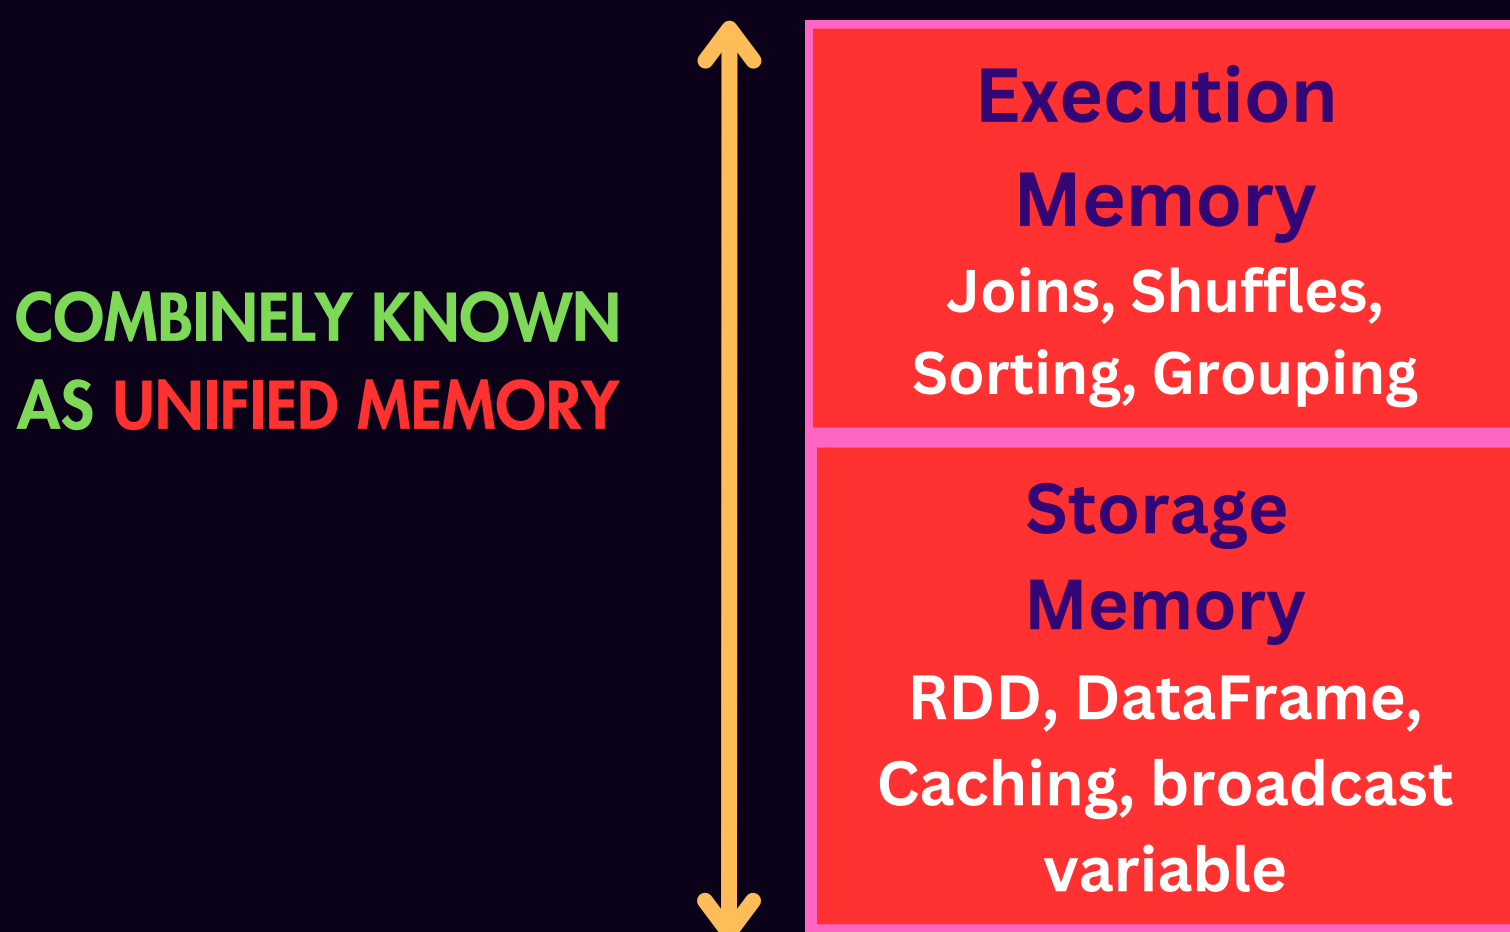 COMBINELY KNOWN
AS UNIFIED MEMORY
Execution
Memory
Joins, Shuffles,
Sorting, Grouping
Storage
Memory
RDD, DataFrame,
Caching, broadcast
variable